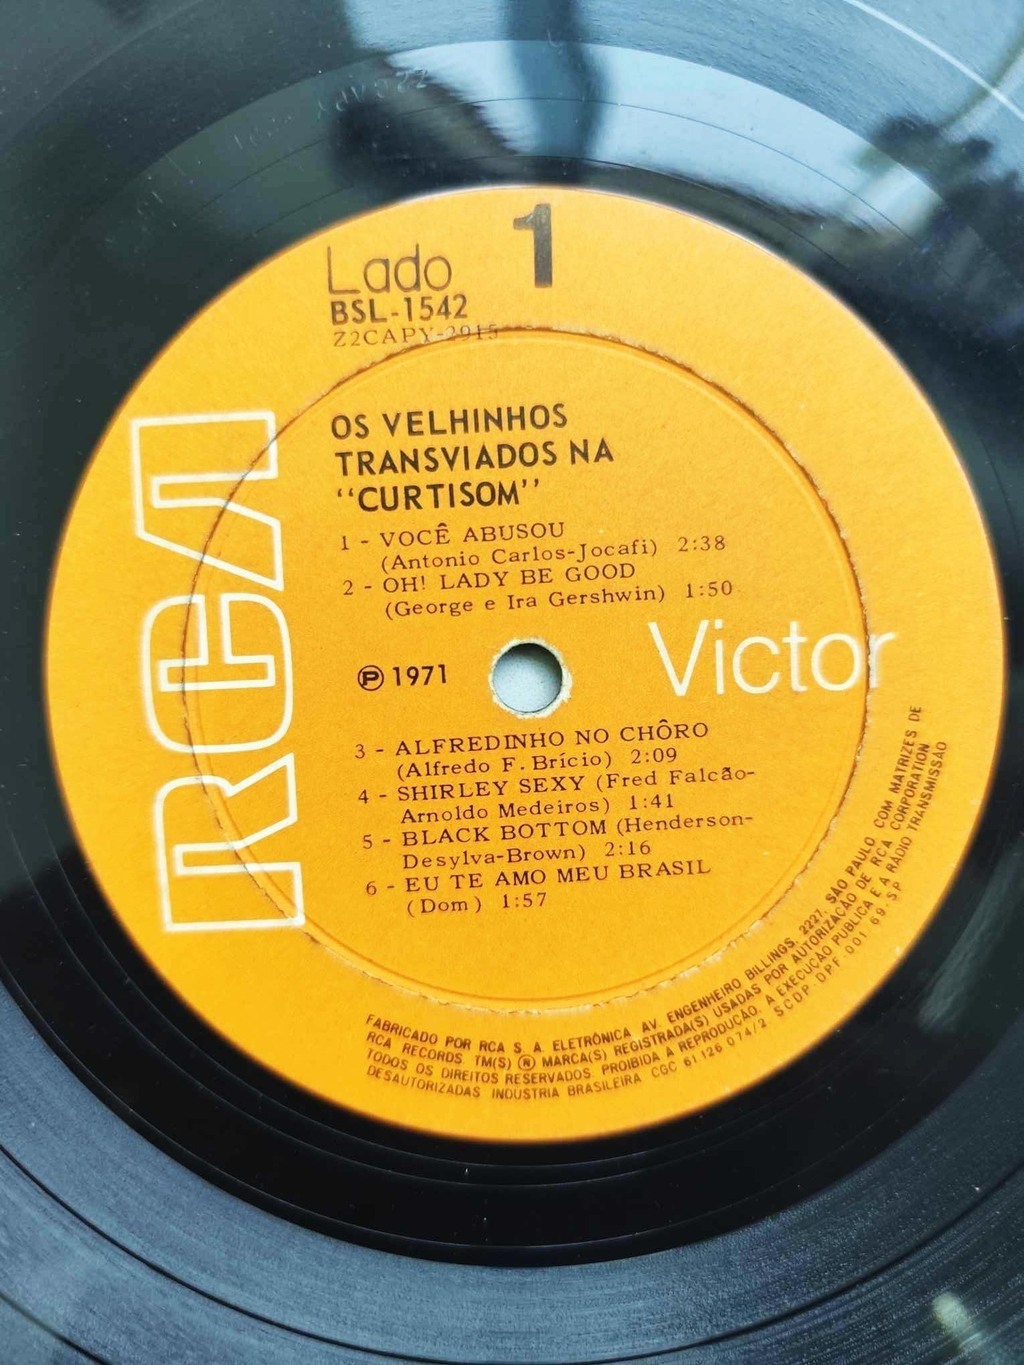 Lado 1
BSL-1542
Z2CAPY-2915
OS VELHINHOS
TRANSVIADOS NA
"CURTISOM"
1 - VOCÊ ABUSOU
(Antonio Carlos-Jocafi) 2:38
2 - OH! LADY BE GOOD
(George e Ira Gershwin) 1:50
RCA
Ⓟ 1971
Victor
3 - ALFREDINHO NO CHÔRO
(Alfredo F. Brício) 2:09
4 - SHIRLEY SEXY (Fred Falcão-
Arnoldo Medeiros) 1:41
5 - BLACK BOTTOM (Henderson-
Desylva-Brown) 2:16
6 - EU TE AMO MEU BRASIL
(Dom) 1:57
FABRICADO POR RCA S. A. ELETRÔNICA AV. ENGENHEIRO BILLINGS, 2227, SÃO PAULO COM MATRIZES DE
RCA RECORDS TM(S) ® MARCA(S) REGISTRADA(S) USADAS POR AUTORIZAÇÃO DE RCA CORPORATION
TODOS OS DIREITOS RESERVADOS. PROIBIDA A REPRODUÇÃO, A EXECUÇÃO PUBLICA E A RÁDIO TRANSMISSÃO
DESAUTORIZADAS INDUSTRIA BRASILEIRA CGC 61 126 074/2 SCDP-DPF 001-69-SP